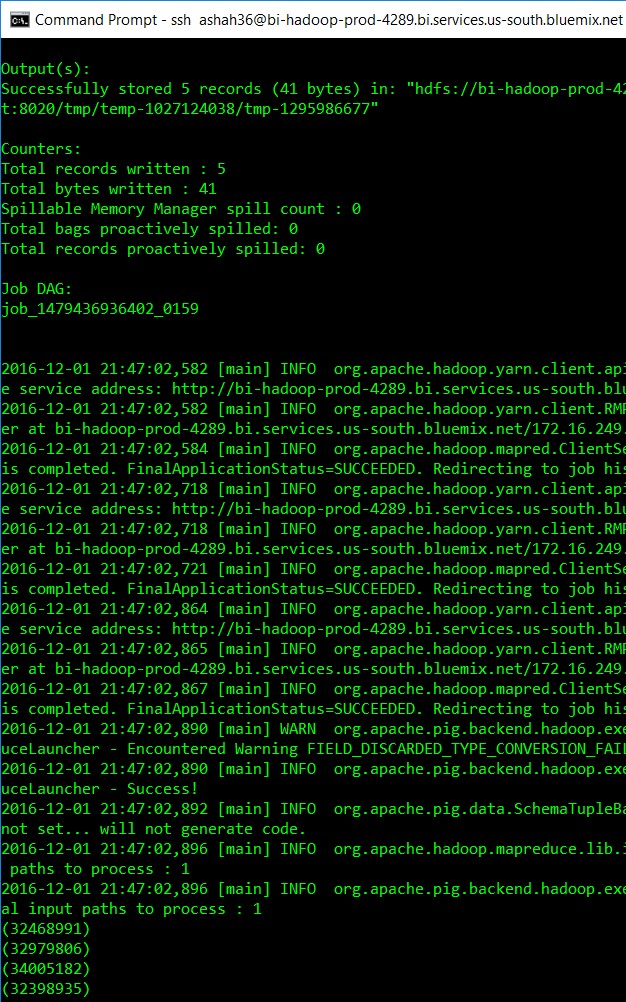 Command Prompt - ssh  ashah36@bi-hadoop-prod-4289.bi.services.us-south.bluemix.net
Output(s):
Successfully stored 5 records (41 bytes) in: "hdfs://bi-hadoop-prod-42
t:8020/tmp/temp-1027124038/tmp-1295986677"
Counters:
Total records written : 5
Total bytes written : 41
Spillable Memory Manager spill count : 0
Total bags proactively spilled: 0
Total records proactively spilled: 0
Job DAG:
job_1479436936402_0159
2016-12-01 21:47:02,582 [main] INFO  org.apache.hadoop.yarn.client.api
e service address: http://bi-hadoop-prod-4289.bi.services.us-south.blu
2016-12-01 21:47:02,582 [main] INFO  org.apache.hadoop.yarn.client.RMP
er at bi-hadoop-prod-4289.bi.services.us-south.bluemix.net/172.16.249.
2016-12-01 21:47:02,584 [main] INFO  org.apache.hadoop.mapred.ClientSe
is completed. FinalApplicationStatus=SUCCEEDED. Redirecting to job his
2016-12-01 21:47:02,718 [main] INFO  org.apache.hadoop.yarn.client.api
e service address: http://bi-hadoop-prod-4289.bi.services.us-south.blu
2016-12-01 21:47:02,718 [main] INFO  org.apache.hadoop.yarn.client.RMP
er at bi-hadoop-prod-4289.bi.services.us-south.bluemix.net/172.16.249.
2016-12-01 21:47:02,721 [main] INFO  org.apache.hadoop.mapred.ClientSe
is completed. FinalApplicationStatus=SUCCEEDED. Redirecting to job his
2016-12-01 21:47:02,864 [main] INFO  org.apache.hadoop.yarn.client.api
e service address: http://bi-hadoop-prod-4289.bi.services.us-south.blu
2016-12-01 21:47:02,865 [main] INFO  org.apache.hadoop.yarn.client.RMP
er at bi-hadoop-prod-4289.bi.services.us-south.bluemix.net/172.16.249.
2016-12-01 21:47:02,867 [main] INFO  org.apache.hadoop.mapred.ClientSe
is completed. FinalApplicationStatus=SUCCEEDED. Redirecting to job his
2016-12-01 21:47:02,890 [main] WARN  org.apache.pig.backend.hadoop.exe
uceLauncher - Encountered Warning FIELD_DISCARDED_TYPE_CONVERSION_FAIL
2016-12-01 21:47:02,890 [main] INFO  org.apache.pig.backend.hadoop.exe
uceLauncher - Success!
2016-12-01 21:47:02,892 [main] INFO  org.apache.pig.data.SchemaTupleBa
not set... will not generate code.
2016-12-01 21:47:02,896 [main] INFO  org.apache.hadoop.mapreduce.lib.i
 paths to process : 1
2016-12-01 21:47:02,896 [main] INFO  org.apache.pig.backend.hadoop.exe
al input paths to process : 1
(32468991)
(32979806)
(34005182)
(32398935)